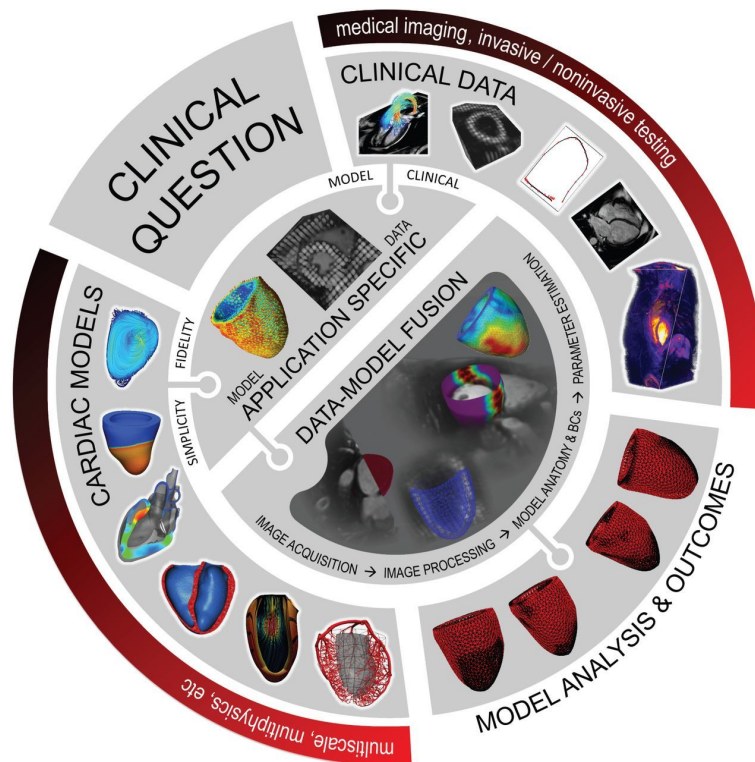 medical imaging, invasive / noninvasive testing
CLINICAL DATA
CLINICAL
QUESTION
MODEL
CLINICAL
DATA
MODEL
APPLICATION SPECIFIC
DATA-MODEL FUSION
IMAGE ACQUISITION → IMAGE PROCESSING → MODEL ANATOMY & BCs → PARAMETER ESTIMATION
CARDIAC MODELS
FIDELITY
SIMPLICITY
multiscale, multiphysics, etc
MODEL ANALYSIS & OUTCOMES